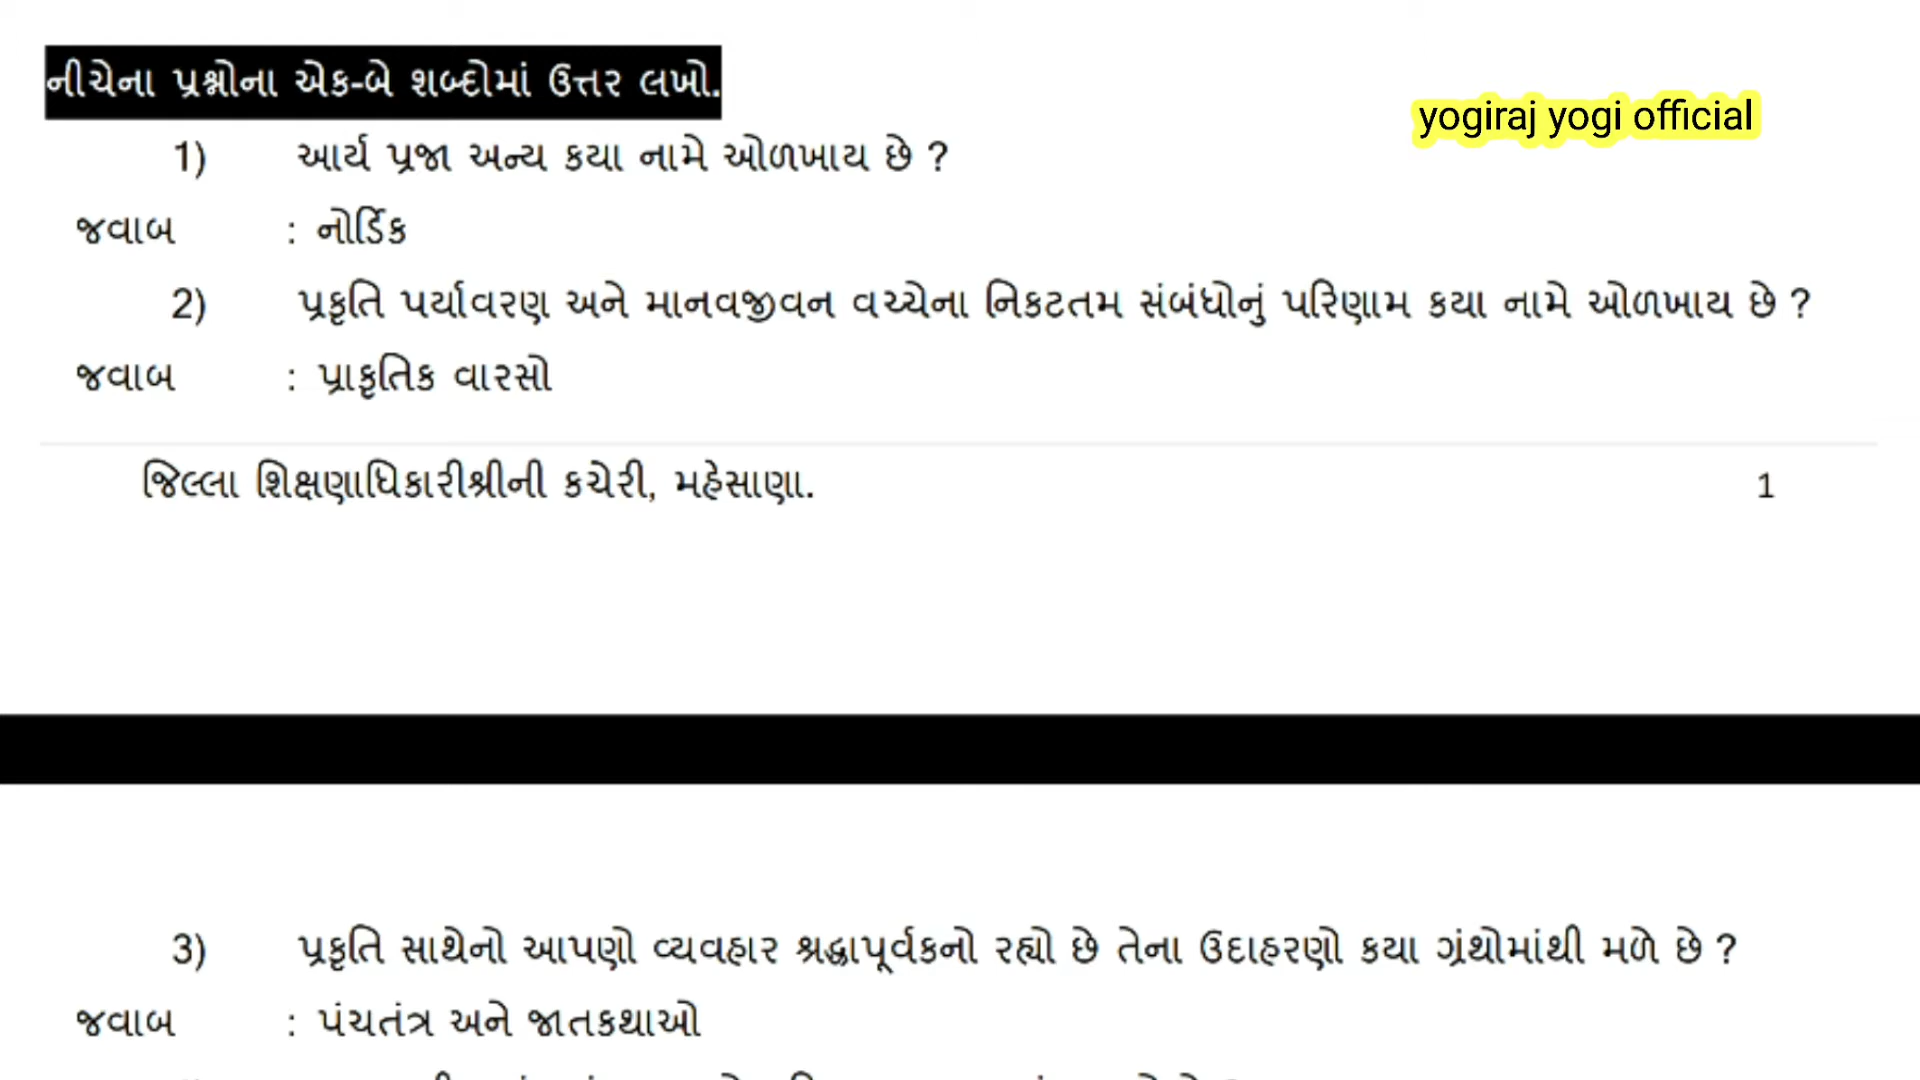 નીચેના પ્રશ્નોના એક-બે શબ્દોમાં ઉત્તર લખો.
yogiraj yogi official
1) આર્ય પ્રજા અન્ય કયા નામે ઓળખાય છે ?
જવાબ : નોર્ડિક
2) પ્રકૃતિ પર્યાવરણ અને માનવજીવન વચ્ચેના નિકટતમ સંબંધોનું પરિણામ કયા નામે ઓળખાય છે ?
જવાબ : પ્રાકૃતિક વારસો
જિલ્લા શિક્ષણાધિકારીશ્રીની કચેરી, મહેસાણા. 1
3) પ્રકૃતિ સાથેનો આપણો વ્યવહાર શ્રદ્ધાપૂર્વકનો રહ્યો છે તેના ઉદાહરણો કયા ગ્રંથોમાંથી મળે છે ?
જવાબ : પંચતંત્ર અને જાતકથાઓ